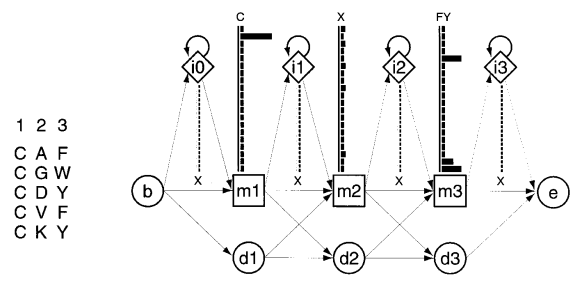 C X FY
i0 i1 i2 i3
1 2 3
C A F
C G W
C D Y
C V F
C K Y
X X X X
b m1 m2 m3 e
d1 d2 d3